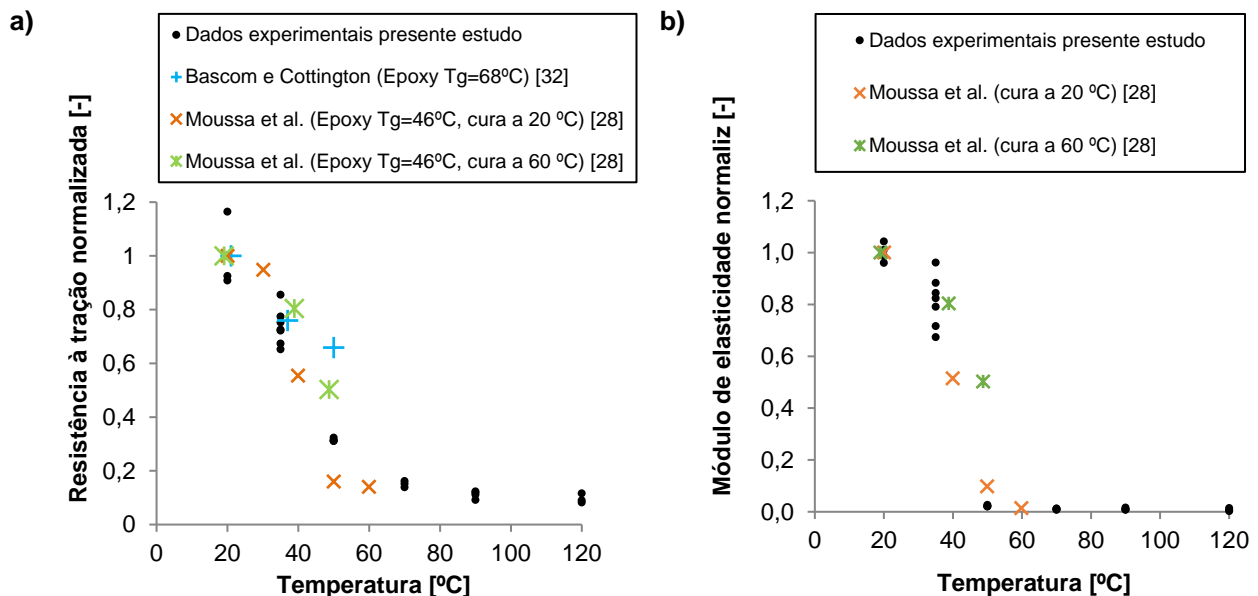 a)
Dados experimentais presente estudo
Bascom e Cottington (Epoxy Tg=68ºC) [32]
Moussa et al. (Epoxy Tg=46ºC, cura a 20 ºC) [28]
Moussa et al. (Epoxy Tg=46ºC, cura a 60 ºC) [28]
Resistência à tração normalizada [-]
1,2
1
0,8
0,6
0,4
0,2
0
0 20 40 60 80 100 120
Temperatura [ºC]
b)
Dados experimentais presente estudo
Moussa et al. (cura a 20 ºC) [28]
Moussa et al. (cura a 60 ºC) [28]
Módulo de elasticidade normaliz [-]
1,2
1,0
0,8
0,6
0,4
0,2
0,0
0 20 40 60 80 100 120
Temperatura [ºC]